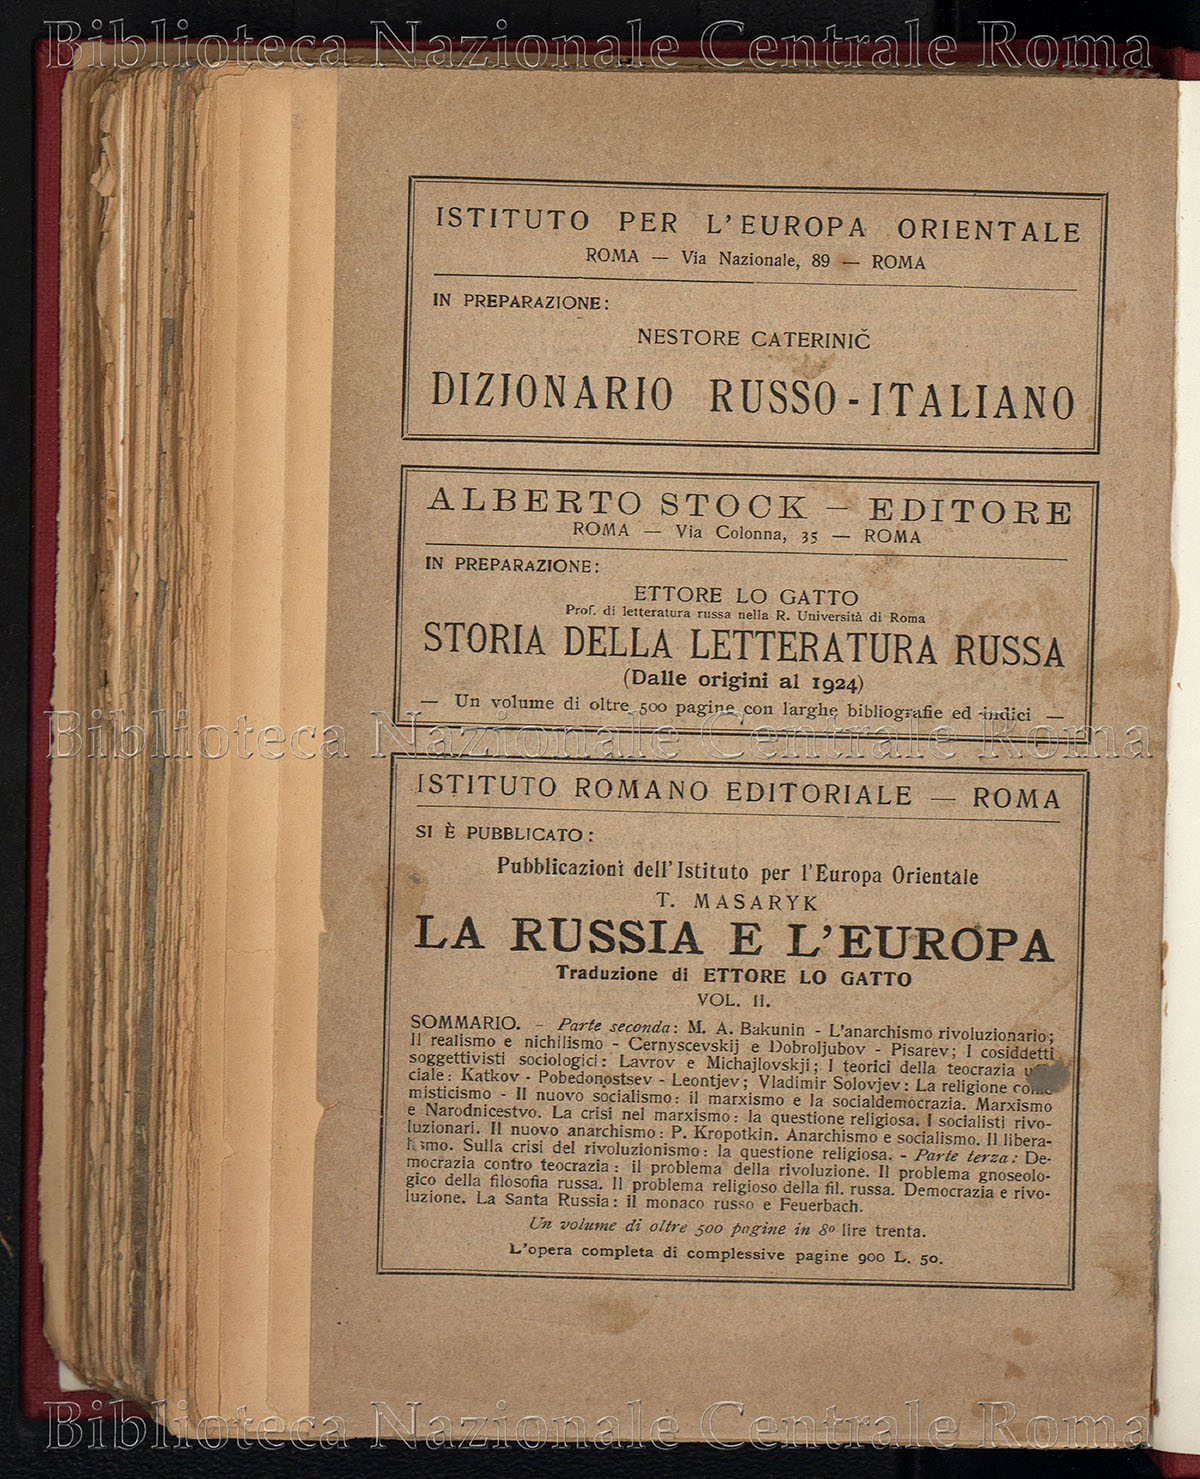 Biblioteca Nazionale Centrale Roma
ISTITUTO PER L'EUROPA ORIENTALE
ROMA — Via Nazionale, 89 — ROMA
IN PREPARAZIONE:
NESTORE CATERINIČ
DIZIONARIO RUSSO-ITALIANO
ALBERTO STOCK — EDITORE
ROMA — Via Colonna, 35 — ROMA
IN PREPARAZIONE:
ETTORE LO GATTO
Prof. di letteratura russa nella R. Università di Roma
STORIA DELLA LETTERATURA RUSSA
(Dalle origini al 1924)
— Un volume di oltre 500 pagine con larghe bibliografie ed indici —
Biblioteca Nazionale Centrale Roma
ISTITUTO ROMANO EDITORIALE — ROMA
SI È PUBBLICATO:
Pubblicazioni dell'Istituto per l'Europa Orientale
T. MASARYK
LA RUSSIA E L'EUROPA
Traduzione di ETTORE LO GATTO
VOL. II.
SOMMARIO. - Parte seconda: M. A. Bakunin - L'anarchismo rivoluzionario;
Il realismo e nichilismo - Cernyscevskij e Dobroljubov - Pisarev; I cosiddetti
soggettivisti sociologici: Lavrov e Michajlovskji; I teorici della teocrazia
ciale: Katkov - Pobedonostsev - Leontjev; Vladimir Solovjev: La religione come
misticismo - Il nuovo socialismo: il marxismo e la socialdemocrazia. Marxismo
e Narodnicestvo. La crisi nel marxismo: la questione religiosa. I socialisti rivo-
luzionari. Il nuovo anarchismo: P. Kropotkin. Anarchismo e socialismo. Il libera-
lismo. Sulla crisi del rivoluzionismo: la questione religiosa. - Parte terza: De-
mocrazia contro teocrazia: il problema della rivoluzione. Il problema gnoseolo-
gico della filosofia russa. Il problema religioso della fil. russa. Democrazia e rivo-
luzione. La Santa Russia: il monaco russo e Feuerbach.
Un volume di oltre 500 pagine in 8º lire trenta.
L'opera completa di complessive pagine 900 L. 50.
Biblioteca Nazionale Centrale Roma